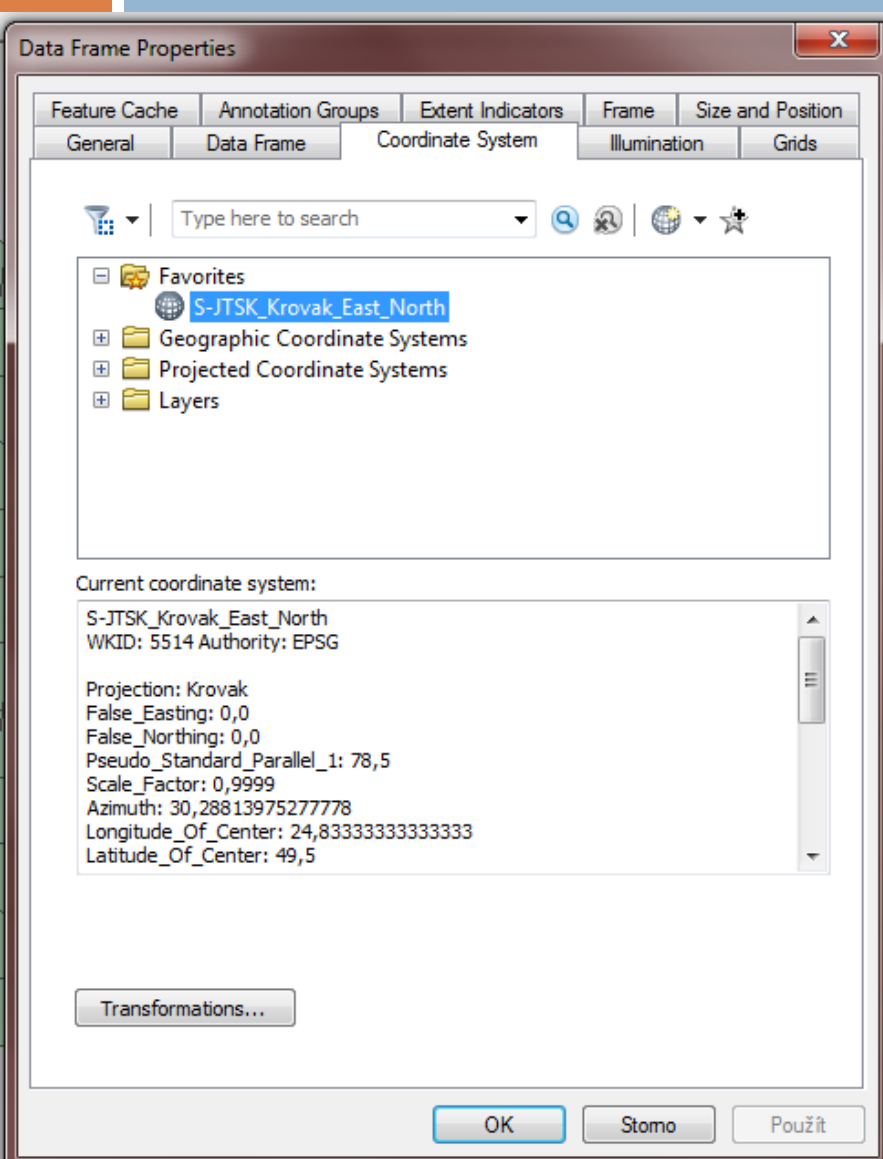 Data Frame Properties
Feature Cache Annotation Groups Extent Indicators Frame Size and Position
General Data Frame Coordinate System Illumination Grids
Type here to search
Favorites
S-JTSK_Krovak_East_North
Geographic Coordinate Systems
Projected Coordinate Systems
Layers
Current coordinate system:
S-JTSK_Krovak_East_North
WKID: 5514 Authority: EPSG
Projection: Krovak
False_Easting: 0,0
False_Northing: 0,0
Pseudo_Standard_Parallel_1: 78,5
Scale_Factor: 0,9999
Azimuth: 30,28813975277778
Longitude_Of_Center: 24,83333333333333
Latitude_Of_Center: 49,5
Transformations...
OK Storno Použít